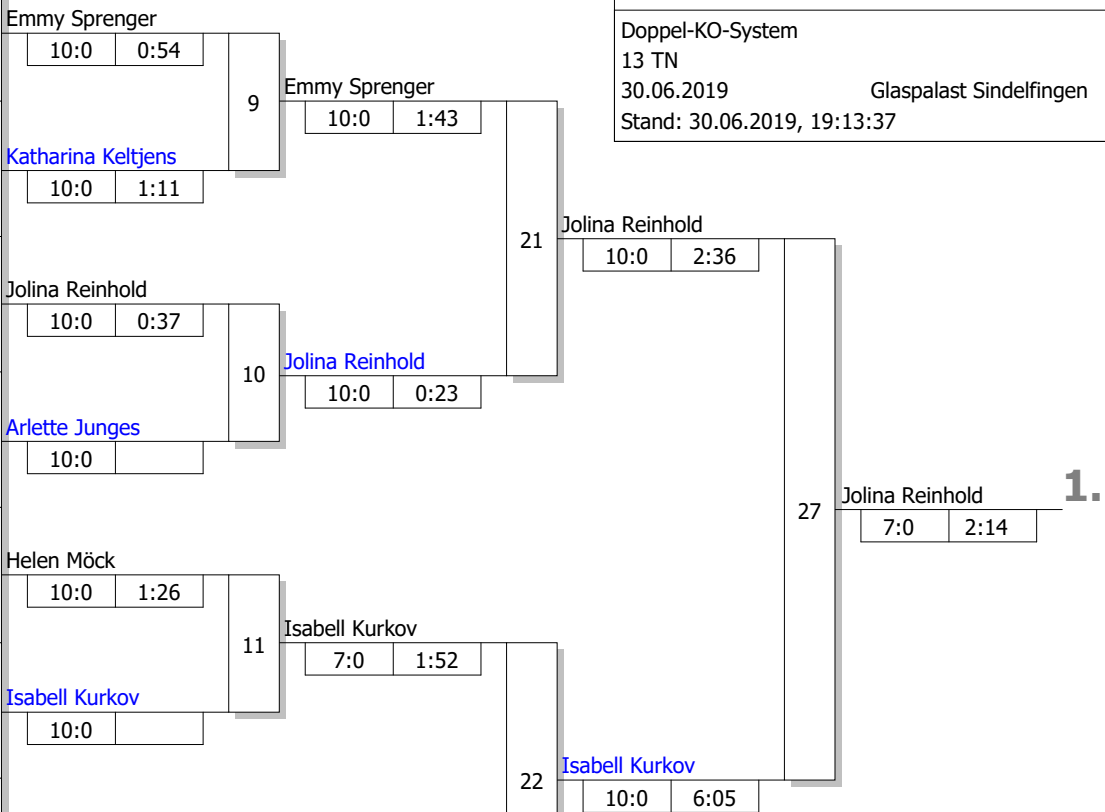 Emmy Sprenger
10:0 0:54
9
Katharina Keltjens
10:0 1:11
Emmy Sprenger
10:0 1:43
Jolina Reinhold
10:0 0:37
10
Arlette Junges
10:0
Jolina Reinhold
10:0 0:23
21
Jolina Reinhold
10:0 2:36
Helen Möck
10:0 1:26
11
Isabell Kurkov
10:0
Isabell Kurkov
7:0 1:52
22
Isabell Kurkov
10:0 6:05
27
Jolina Reinhold
7:0 2:14
1.
Doppel-KO-System
13 TN
30.06.2019 Glaspalast Sindelfingen
Stand: 30.06.2019, 19:13:37